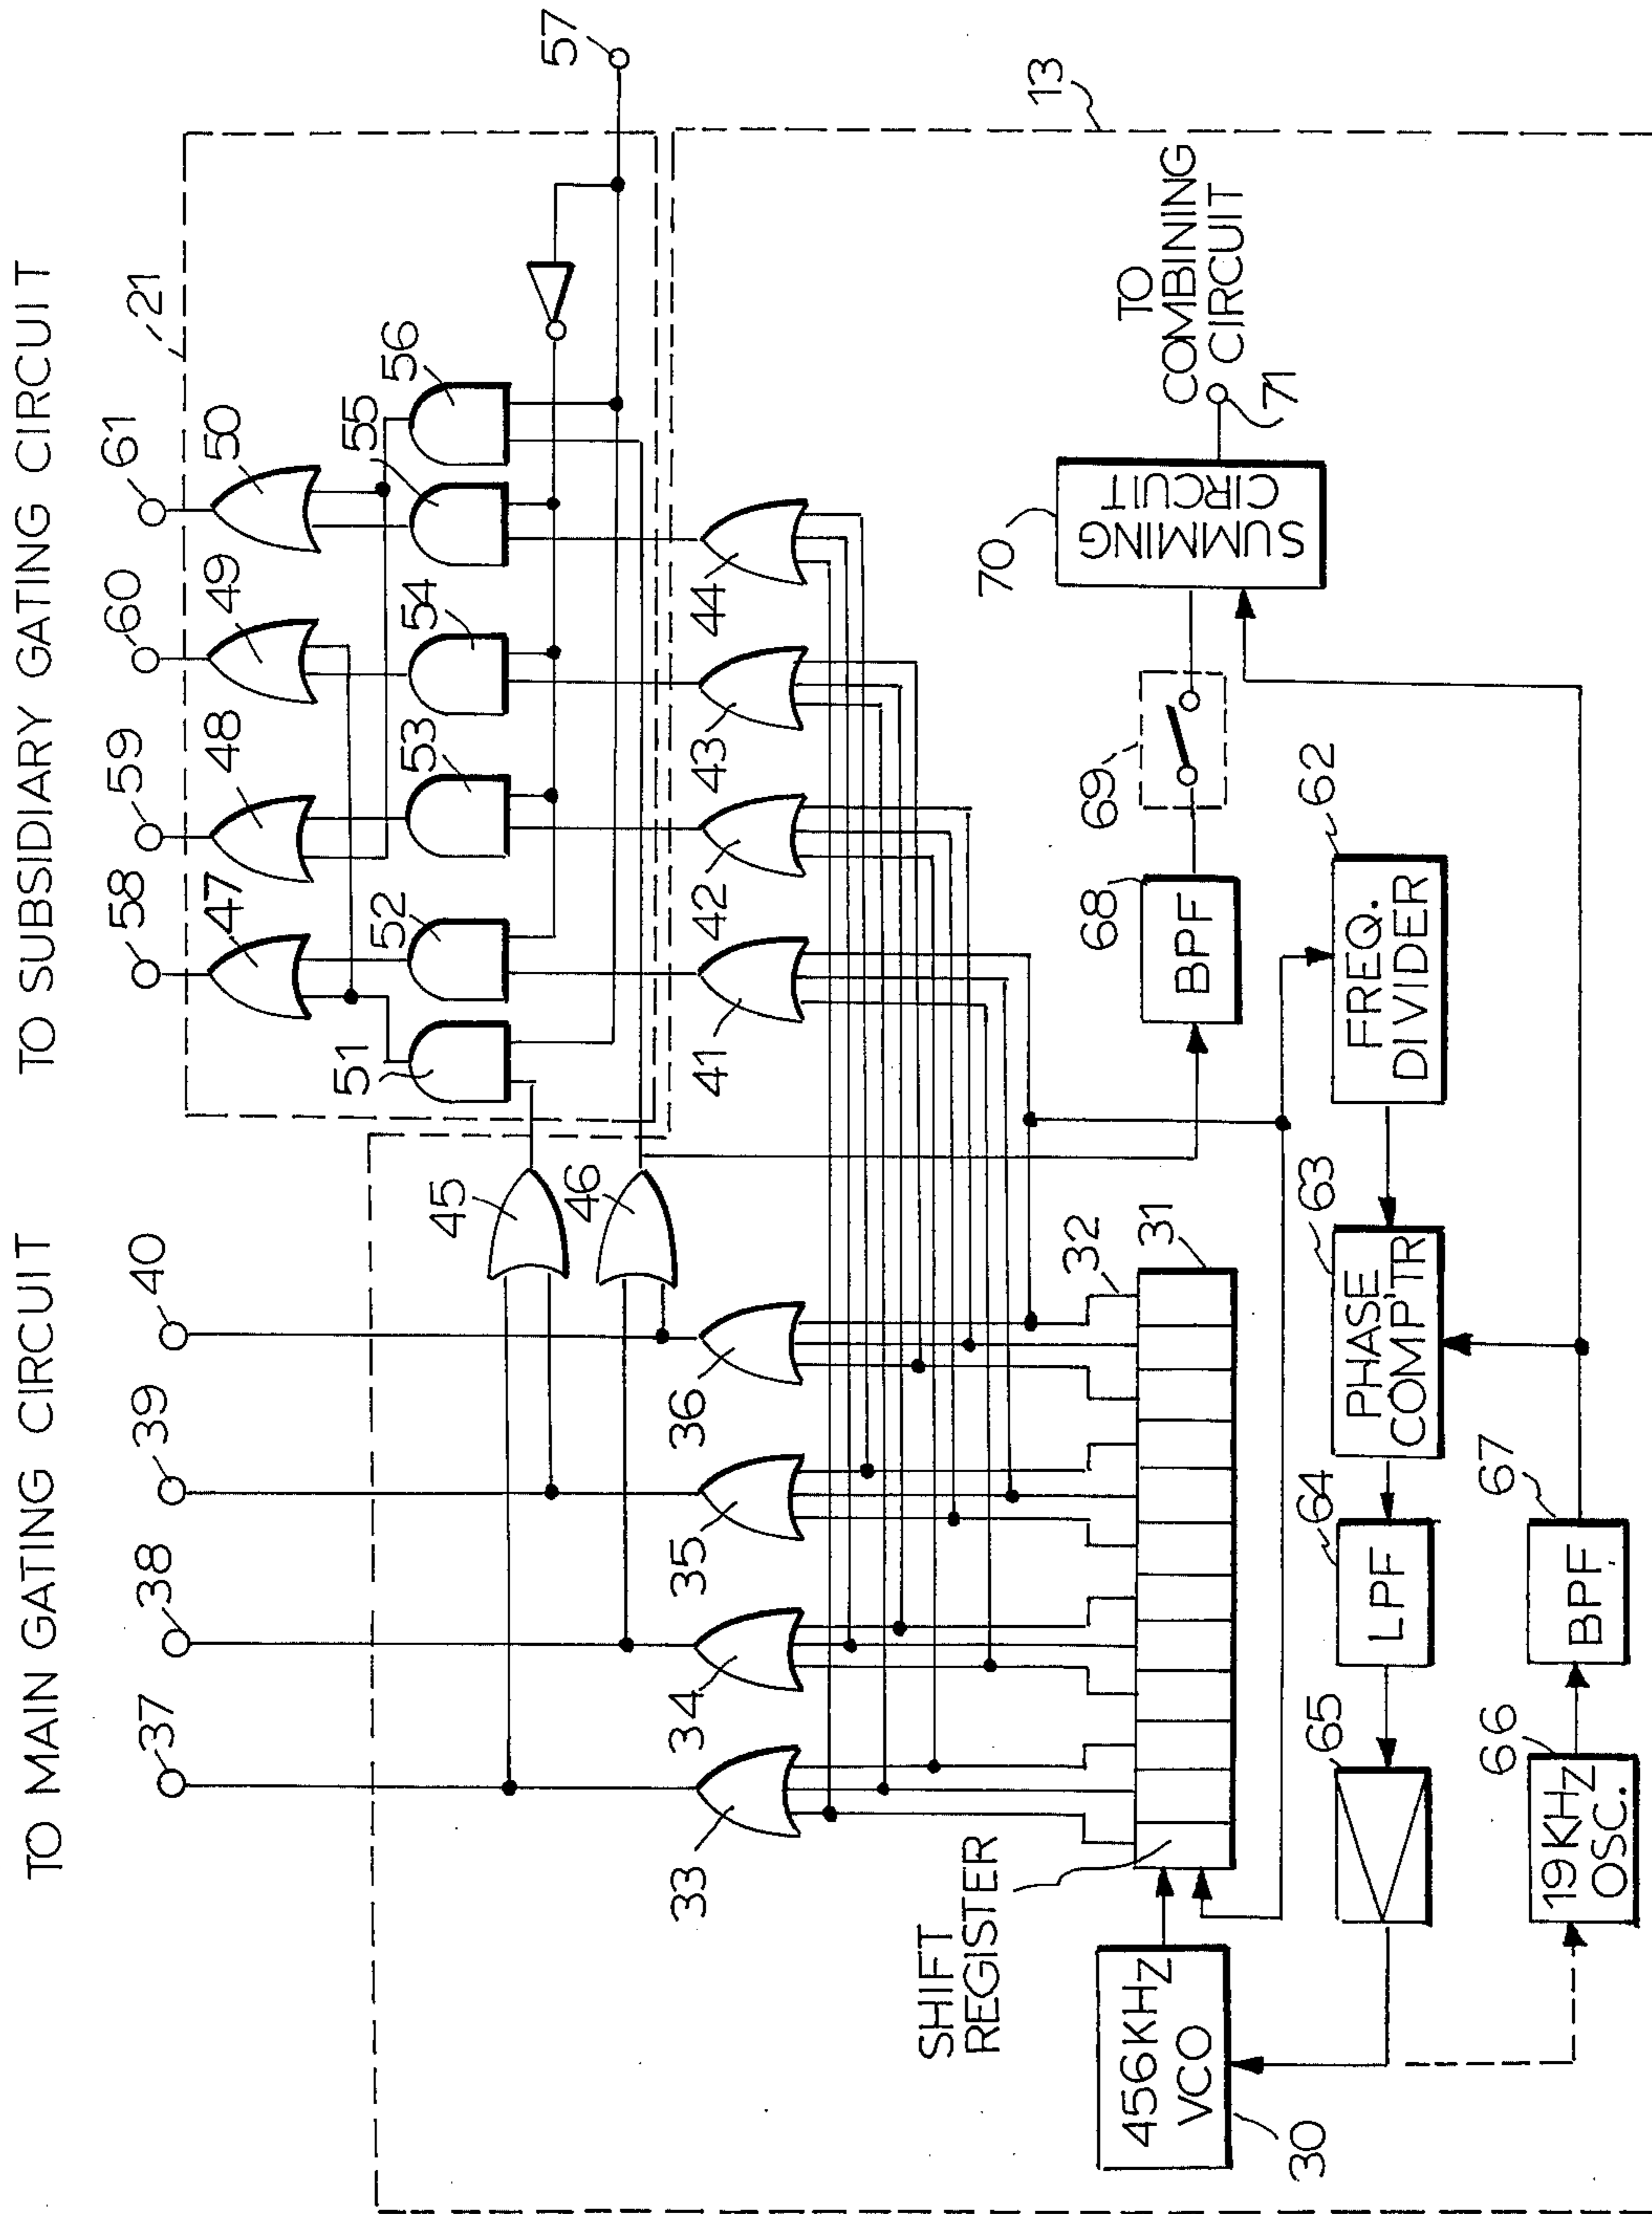 TO MAIN GATING CIRCUIT
TO SUBSIDIARY GATING CIRCUIT
37
38
39
40
58
59
60
61
21
47
48
49
50
51
52
53
54
55
56
57
45
46
33
34
35
36
41
42
43
44
13
SHIFT
REGISTER
32
31
456KHz
VCO
30
68
BPF
69
70
SUMMING
CIRCUIT
71
TO
COMBINING
CIRCUIT
65
64
LPF
63
PHASE
COMP'TR
62
FREQ.
DIVIDER
66
19KHz
OSC.
67
BPF